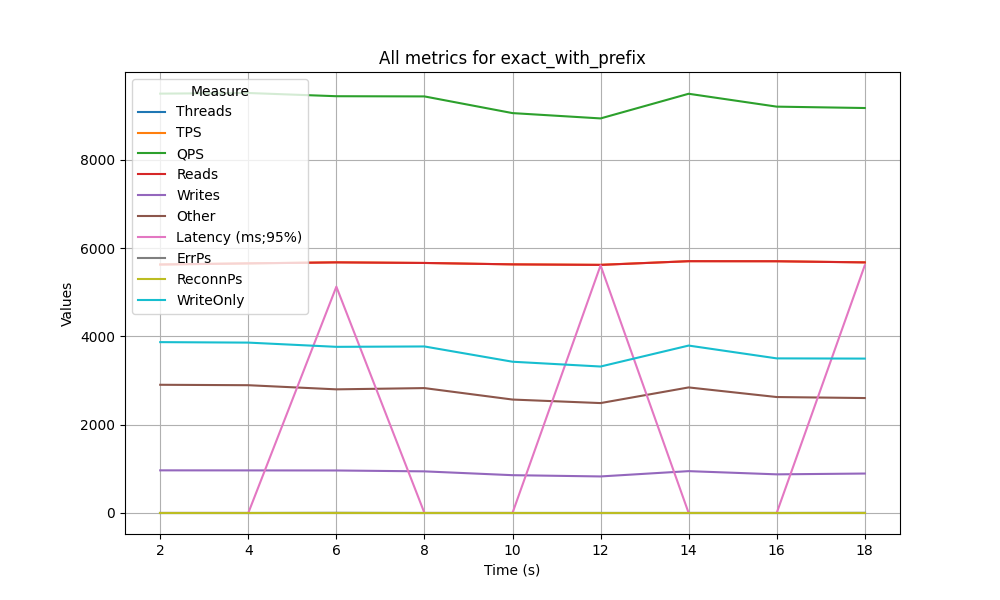 All metrics for exact_with_prefix
Measure
Threads
TPS
QPS
Reads
Writes
Other
Latency (ms;95%)
ErrPs
ReconnPs
WriteOnly
Values
8000
6000
4000
2000
0
2 4 6 8 10 12 14 16 18
Time (s)